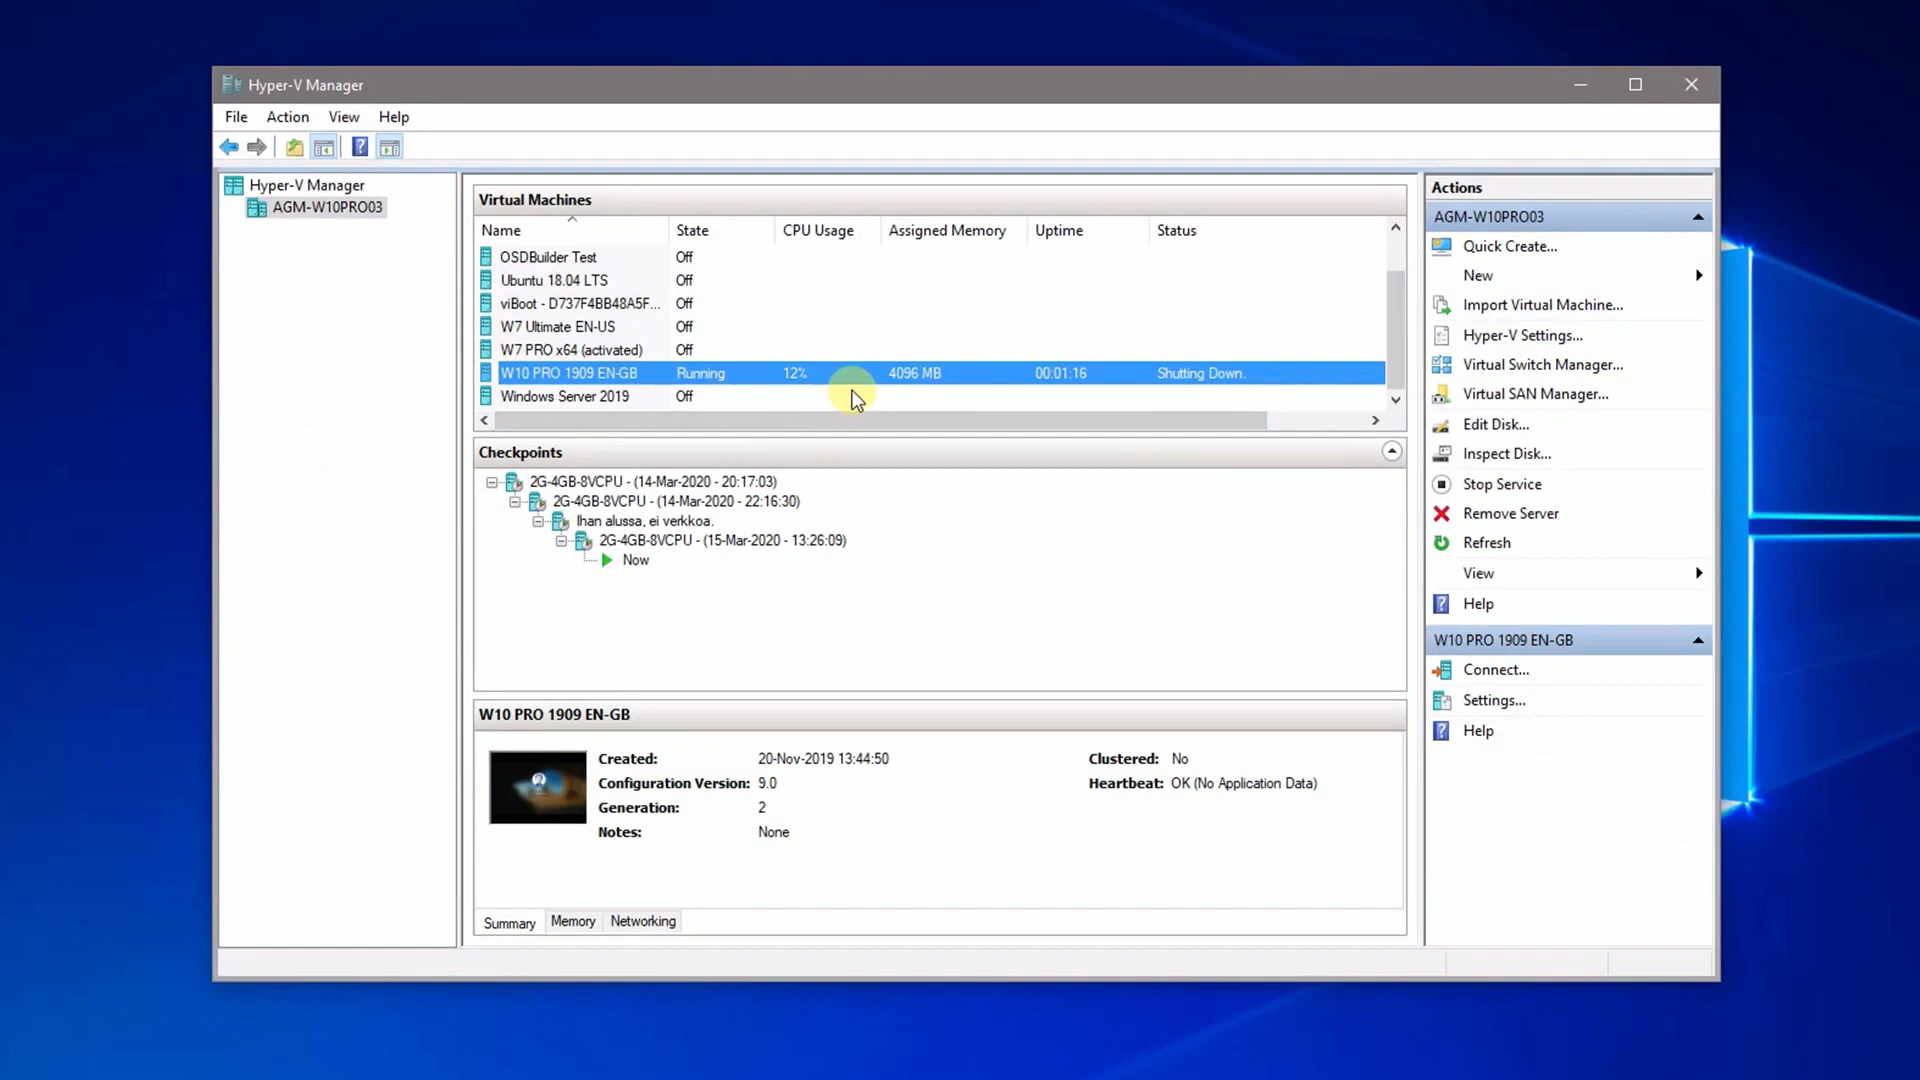 Hyper-V Manager
File Action View Help
Hyper-V Manager
AGM-W10PRO03
Virtual Machines
Name State CPU Usage Assigned Memory Uptime Status
OSDBuilder Test Off
Ubuntu 18.04 LTS Off
viBoot - D737F4BB48A5F... Off
W7 Ultimate EN-US Off
W7 PRO x64 (activated) Off
W10 PRO 1909 EN-GB Running 12% 4096 MB 00:01:16 Shutting Down.
Windows Server 2019 Off
Checkpoints
2G-4GB-8VCPU - (14-Mar-2020 - 20:17:03)
2G-4GB-8VCPU - (14-Mar-2020 - 22:16:30)
Ihan alussa, ei verkkoa.
2G-4GB-8VCPU - (15-Mar-2020 - 13:26:09)
Now
W10 PRO 1909 EN-GB
Created: 20-Nov-2019 13:44:50 Clustered: No
Configuration Version: 9.0 Heartbeat: OK (No Application Data)
Generation: 2
Notes: None
Summary Memory Networking
Actions
AGM-W10PRO03
Quick Create...
New
Import Virtual Machine...
Hyper-V Settings...
Virtual Switch Manager...
Virtual SAN Manager...
Edit Disk...
Inspect Disk...
Stop Service
Remove Server
Refresh
View
Help
W10 PRO 1909 EN-GB
Connect...
Settings...
Help